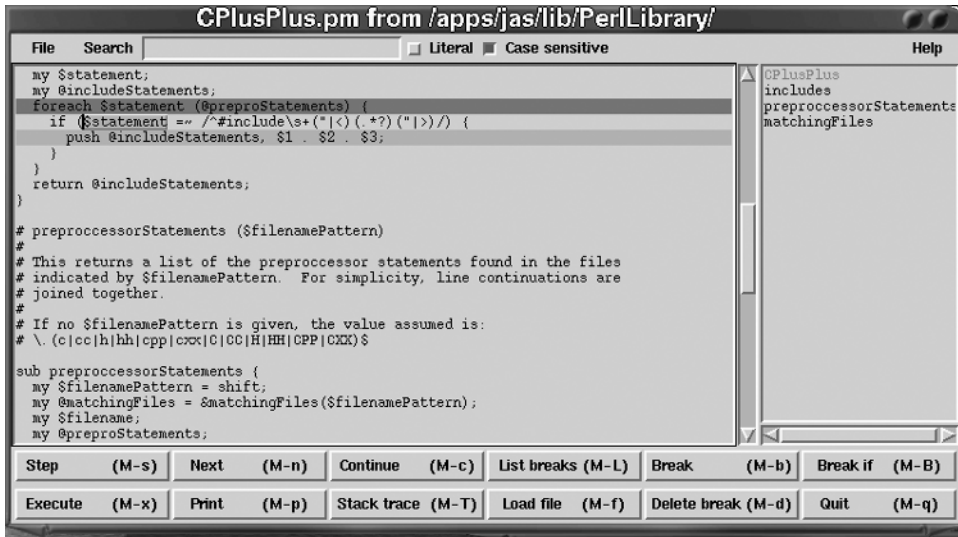 CPlusPlus.pm from /apps/jas/lib/PerlLibrary/
File Search Literal Case sensitive Help
my $statement;
my @includeStatements;
foreach $statement (@preproStatements) {
if ($statement =~ /^#include\s+("|<)(.*?)("|>)/) {
push @includeStatements, $1 . $2 . $3;
}
}
return @includeStatements;
}
# preproccessorStatements ($filenamePattern)
#
# This returns a list of the preproccessor statements found in the files
# indicated by $filenamePattern.  For simplicity, line continuations are
# joined together.
#
# If no $filenamePattern is given, the value assumed is:
# \.(c|cc|h|hh|cpp|cxx|C|CC|H|HH|CPP|CXX)$
sub preproccessorStatements {
my $filenamePattern = shift;
my @matchingFiles = &matchingFiles($filenamePattern);
my $filename;
my @preproStatements;
CPlusPlus
includes
preproccessorStatements
matchingFiles
Step (M-s) Next (M-n) Continue (M-c) List breaks (M-L) Break (M-b) Break if (M-B)
Execute (M-x) Print (M-p) Stack trace (M-T) Load file (M-f) Delete break (M-d) Quit (M-q)